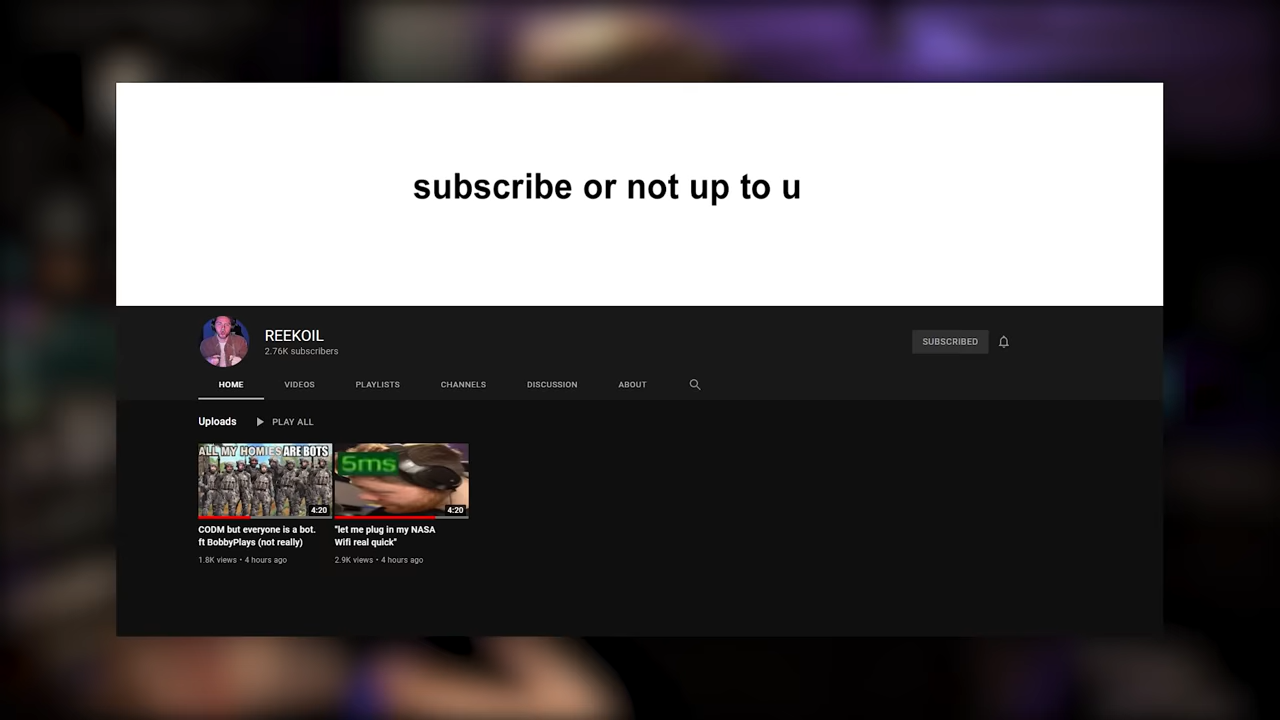 subscribe or not up to u
REEKOIL
2.76K subscribers
SUBSCRIBED
HOME VIDEOS PLAYLISTS CHANNELS DISCUSSION ABOUT
Uploads PLAY ALL
ALL MY HOMIES ARE BOTS
4:20
5ms
4:20
CODM but everyone is a bot.
ft BobbyPlays (not really)
1.8K views • 4 hours ago
"let me plug in my NASA
Wifi real quick"
2.9K views • 4 hours ago